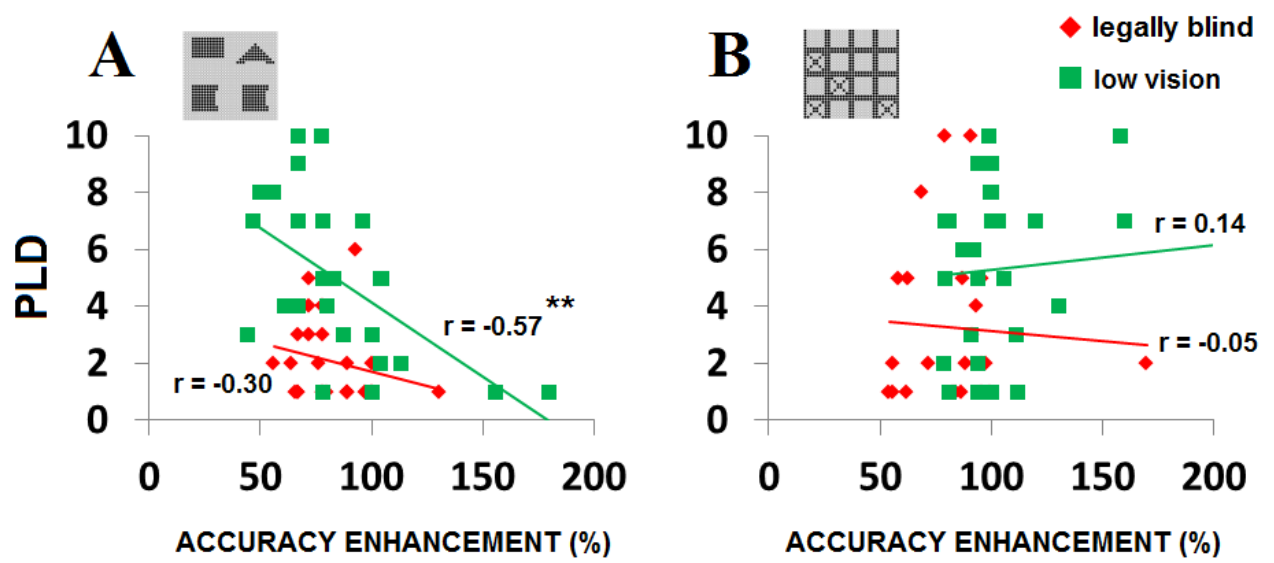 A
B
legally blind
low vision
PLD
10
8
6
4
2
0
0 50 100 150 200
r = -0.57 **
r = -0.30
ACCURACY ENHANCEMENT (%)
10
8
6
4
2
0
0 50 100 150 200
r = 0.14
r = -0.05
ACCURACY ENHANCEMENT (%)